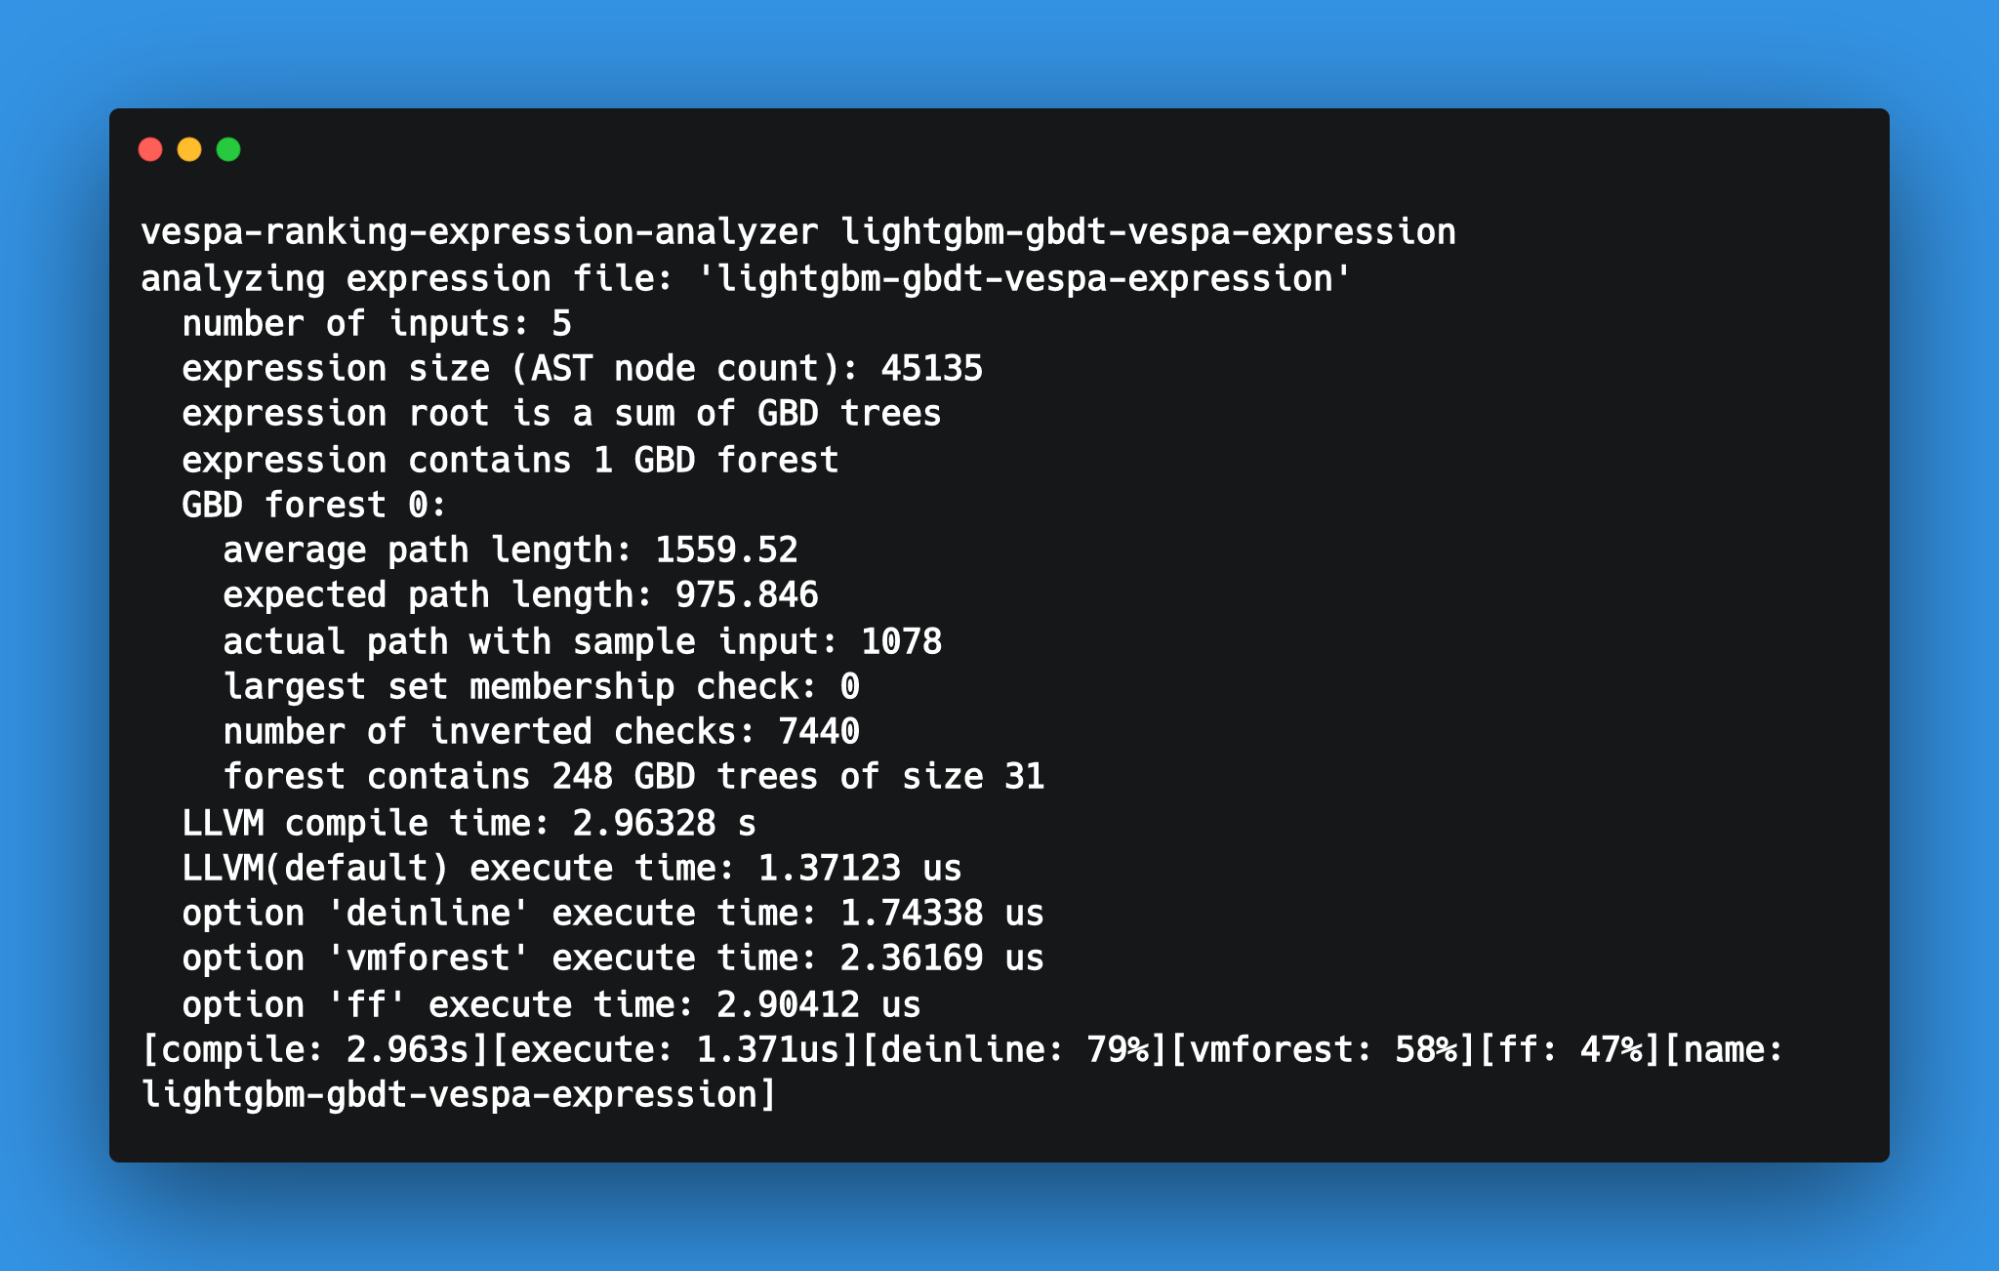 vespa-ranking-expression-analyzer lightgbm-gbdt-vespa-expression
analyzing expression file: 'lightgbm-gbdt-vespa-expression'
  number of inputs: 5
  expression size (AST node count): 45135
  expression root is a sum of GBD trees
  expression contains 1 GBD forest
  GBD forest 0:
    average path length: 1559.52
    expected path length: 975.846
    actual path with sample input: 1078
    largest set membership check: 0
    number of inverted checks: 7440
    forest contains 248 GBD trees of size 31
  LLVM compile time: 2.96328 s
  LLVM(default) execute time: 1.37123 us
  option 'deinline' execute time: 1.74338 us
  option 'vmforest' execute time: 2.36169 us
  option 'ff' execute time: 2.90412 us
[compile: 2.963s][execute: 1.371us][deinline: 79%][vmforest: 58%][ff: 47%][name:
lightgbm-gbdt-vespa-expression]